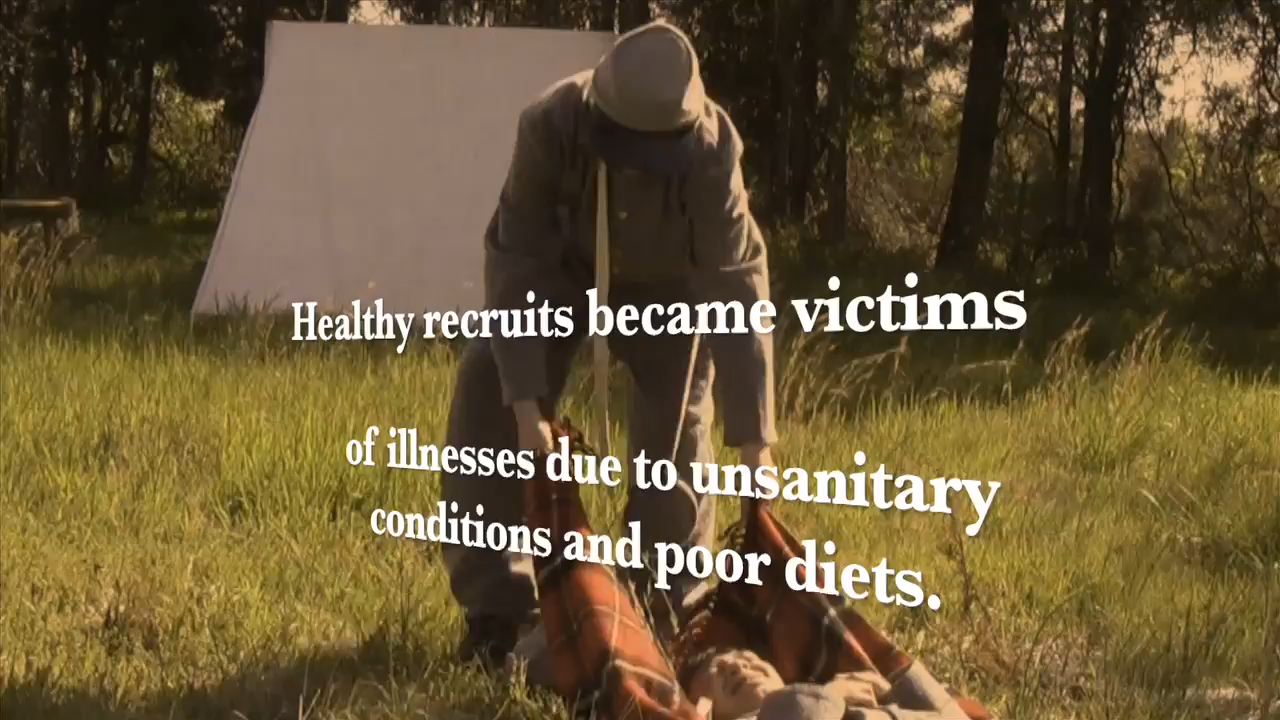 Healthy recruits became victims
of illnesses due to unsanitary
conditions and poor diets.